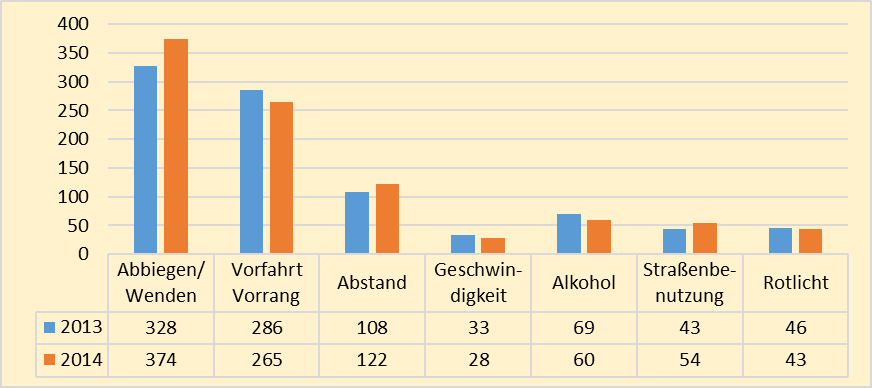 400
350
300
250
200
150
100
50
0
Abbiegen/ Vorfahrt Abstand Geschwin- Alkohol Straßenbe- Rotlicht
Wenden Vorrang digkeit nutzung
2013 328 286 108 33 69 43 46
2014 374 265 122 28 60 54 43